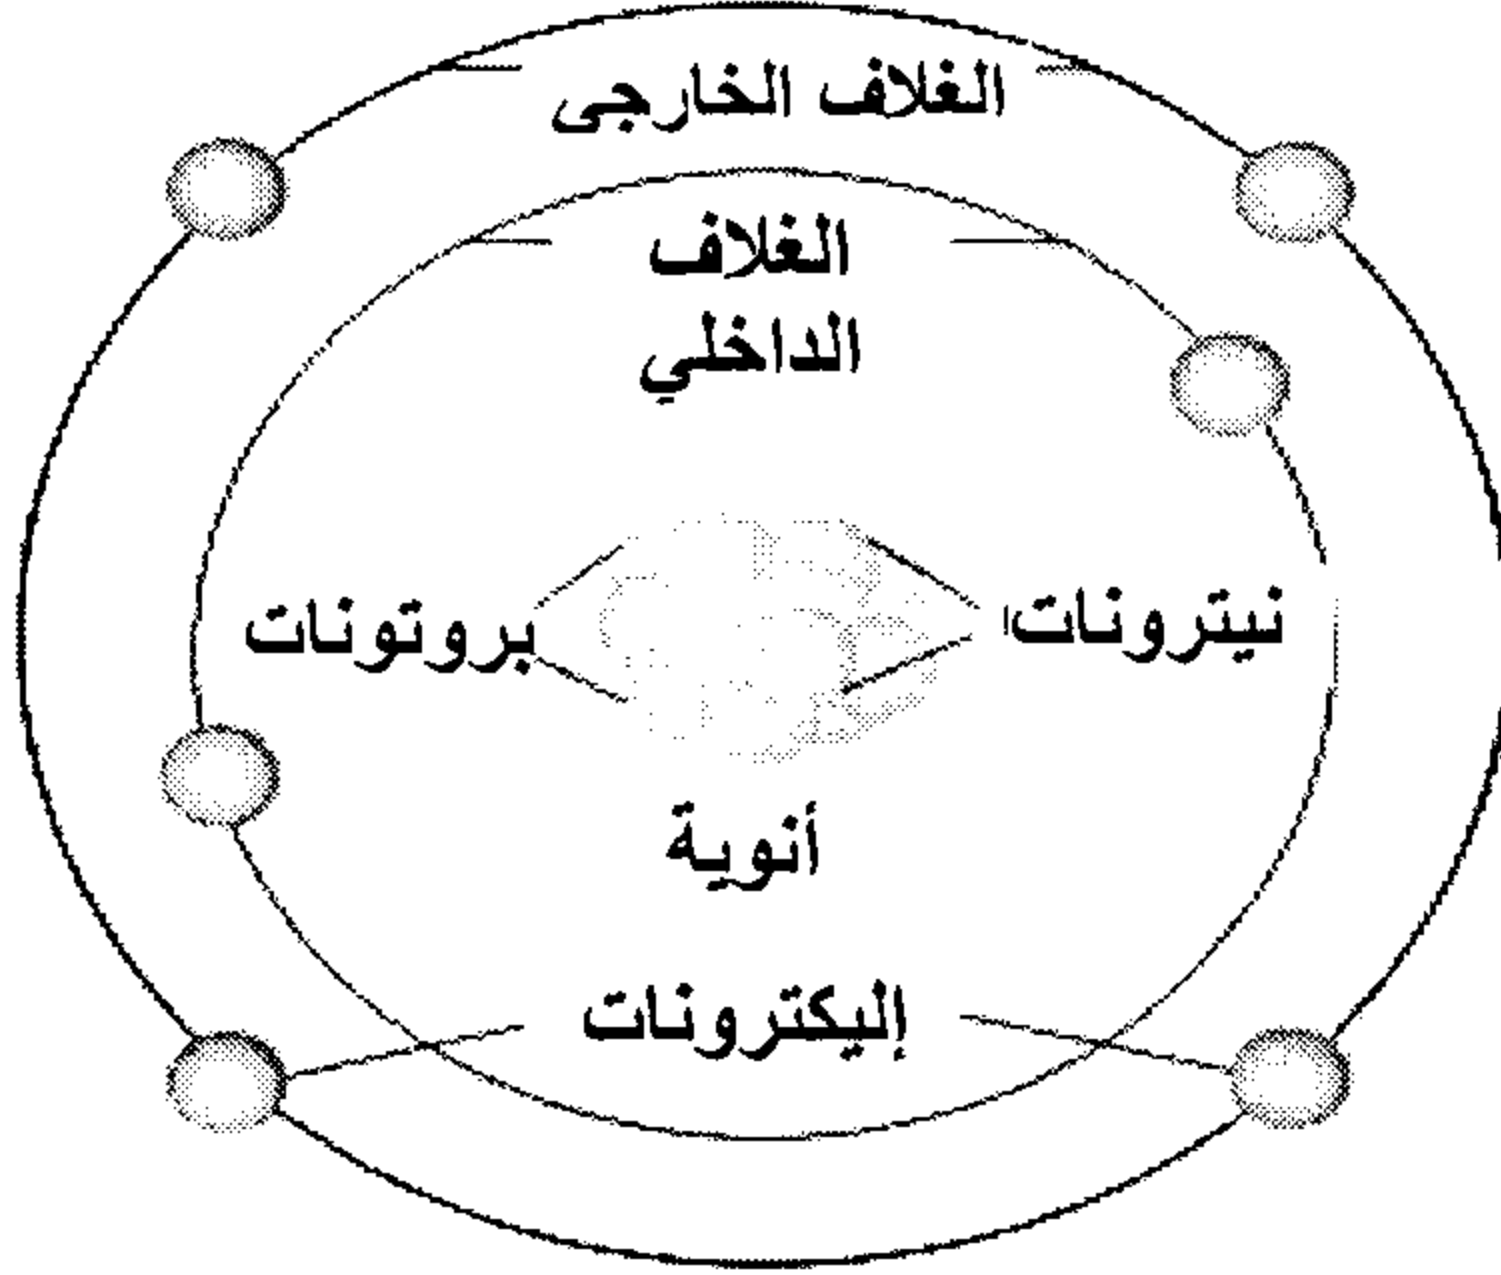 الغلاف الخارجى
الغلاف
الداخلي
نيترونات
بروتونات
أنوية
إليكترونات